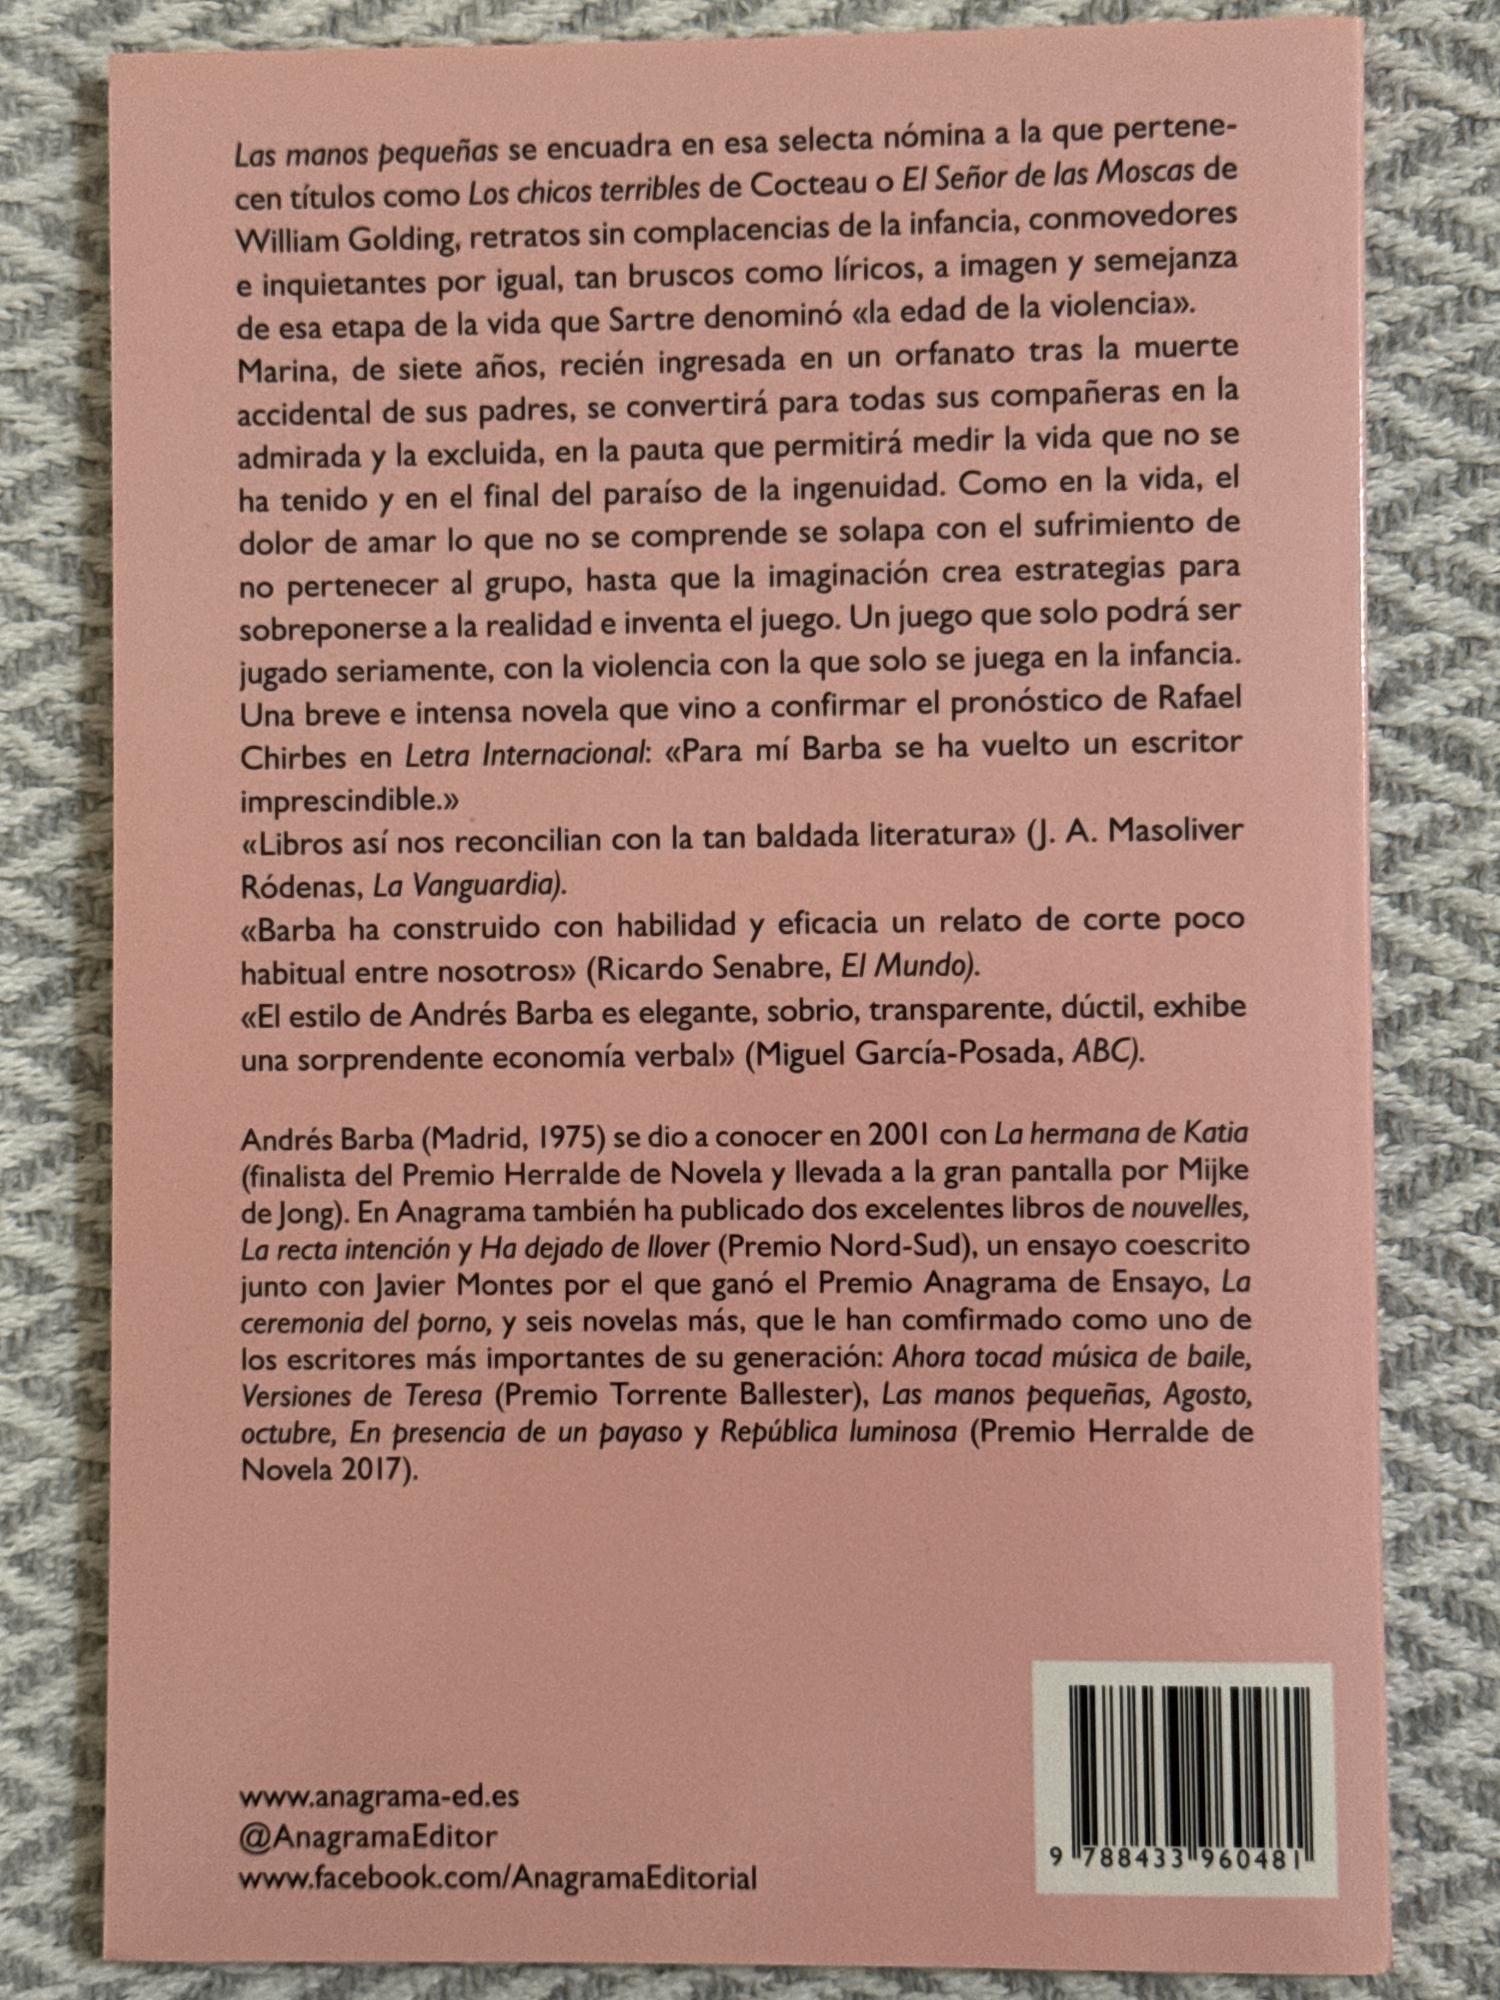 Las manos pequeñas se encuadra en esa selecta nómina a la que pertene-
cen títulos como Los chicos terribles de Cocteau o El Señor de las Moscas de
William Golding, retratos sin complacencias de la infancia, conmovedores
e inquietantes por igual, tan bruscos como líricos, a imagen y semejanza
de esa etapa de la vida que Sartre denominó «la edad de la violencia».
Marina, de siete años, recién ingresada en un orfanato tras la muerte
accidental de sus padres, se convertirá para todas sus compañeras en la
admirada y la excluida, en la pauta que permitirá medir la vida que no se
ha tenido y en el final del paraíso de la ingenuidad. Como en la vida, el
dolor de amar lo que no se comprende se solapa con el sufrimiento de
no pertenecer al grupo, hasta que la imaginación crea estrategias para
sobreponerse a la realidad e inventa el juego. Un juego que solo podrá ser
jugado seriamente, con la violencia con la que solo se juega en la infancia.
Una breve e intensa novela que vino a confirmar el pronóstico de Rafael
Chirbes en Letra Internacional: «Para mí Barba se ha vuelto un escritor
imprescindible.»
«Libros así nos reconcilian con la tan baldada literatura» (J. A. Masoliver
Ródenas, La Vanguardia).
«Barba ha construido con habilidad y eficacia un relato de corte poco
habitual entre nosotros» (Ricardo Senabre, El Mundo).
«El estilo de Andrés Barba es elegante, sobrio, transparente, dúctil, exhibe
una sorprendente economía verbal» (Miguel García-Posada, ABC).
Andrés Barba (Madrid, 1975) se dio a conocer en 2001 con La hermana de Katia
(finalista del Premio Herralde de Novela y llevada a la gran pantalla por Mijke
de Jong). En Anagrama también ha publicado dos excelentes libros de nouvelles,
La recta intención y Ha dejado de llover (Premio Nord-Sud), un ensayo coescrito
junto con Javier Montes por el que ganó el Premio Anagrama de Ensayo, La
ceremonia del porno, y seis novelas más, que le han comfirmado como uno de
los escritores más importantes de su generación: Ahora tocad música de baile,
Versiones de Teresa (Premio Torrente Ballester), Las manos pequeñas, Agosto,
octubre, En presencia de un payaso y República luminosa (Premio Herralde de
Novela 2017).
www.anagrama-ed.es
@AnagramaEditor
www.facebook.com/AnagramaEditorial
9 788433 960481